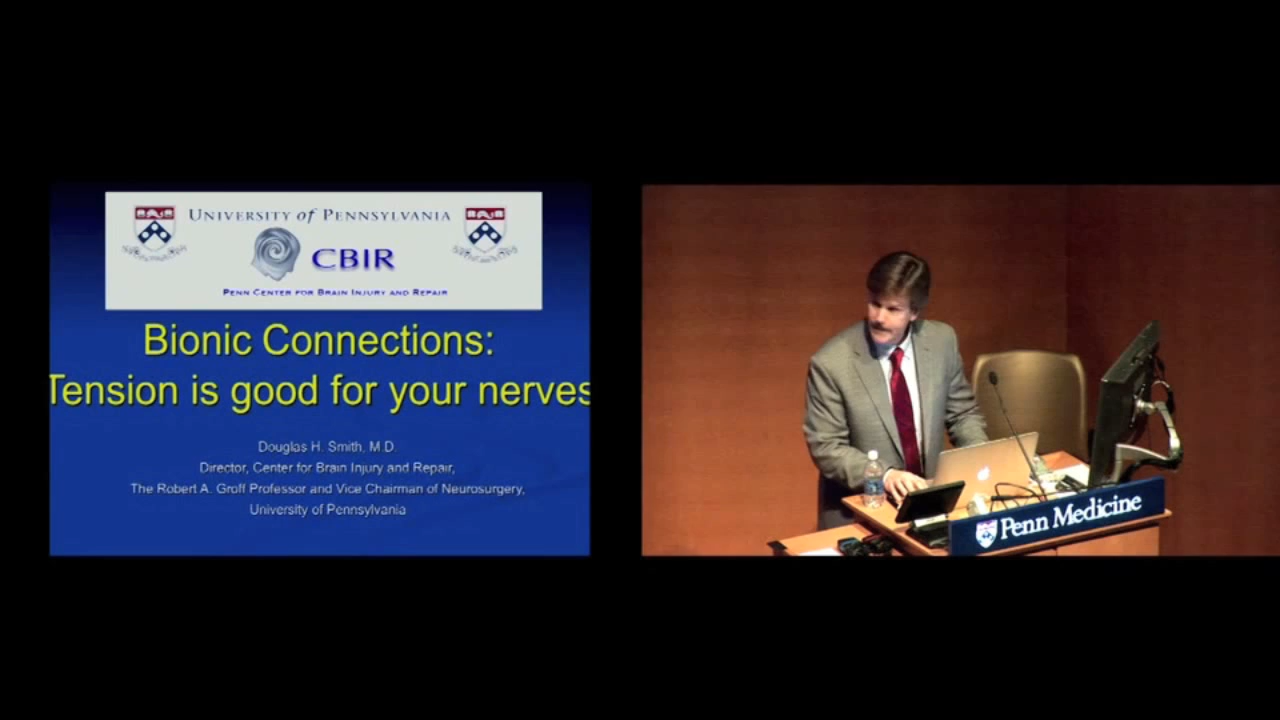 UNIVERSITY of PENNSYLVANIA
CBIR
PENN CENTER FOR BRAIN INJURY AND REPAIR
Bionic Connections:
Tension is good for your nerves
Douglas H. Smith, M.D.
Director, Center for Brain Injury and Repair,
The Robert A. Groff Professor and Vice Chairman of Neurosurgery,
University of Pennsylvania
Penn Medicine